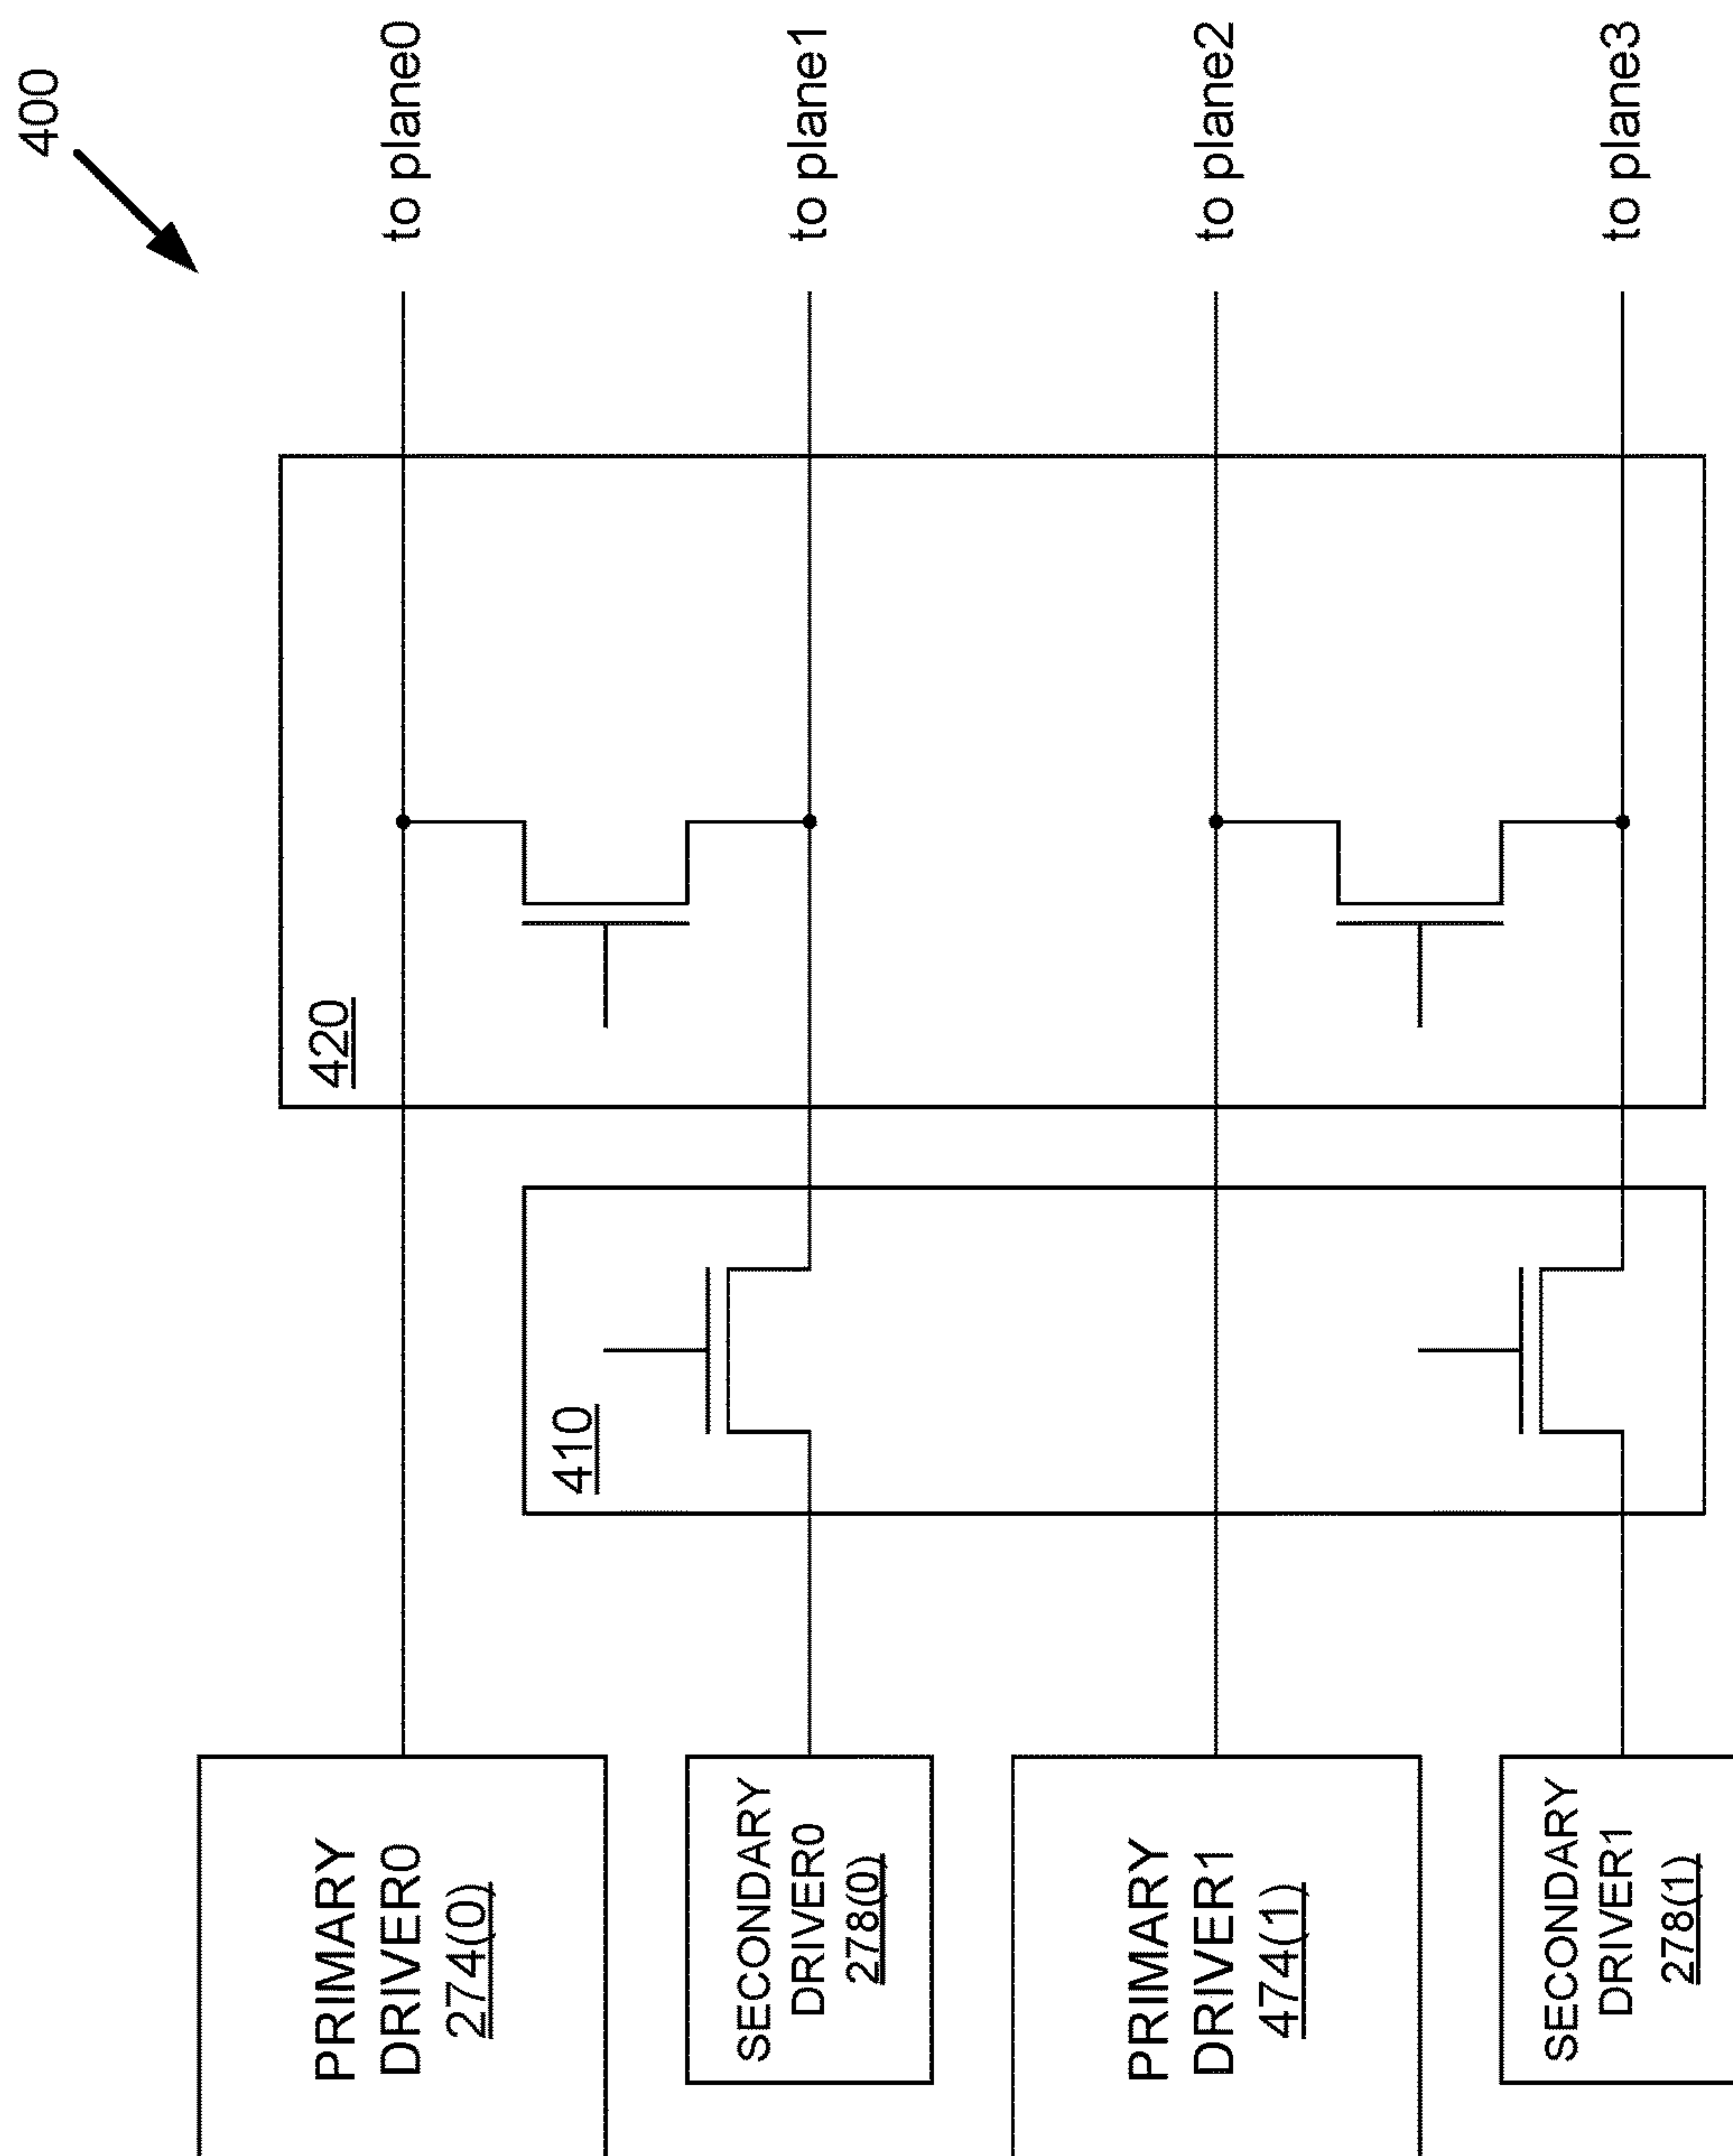 400
to plane0
to plane1
to plane2
to plane3
420
410
PRIMARY
DRIVER0
274(0)
SECONDARY
DRIVER0
278(0)
PRIMARY
DRIVER1
474(1)
SECONDARY
DRIVER1
278(1)